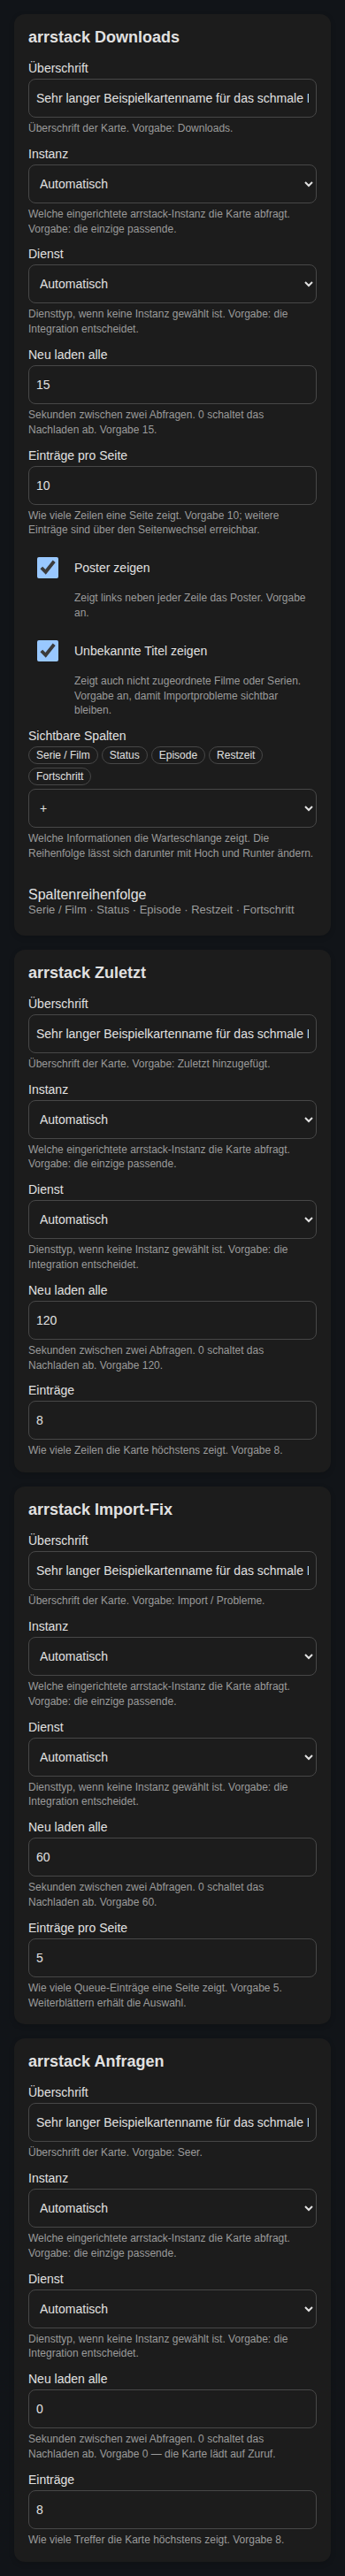 arrstack Downloads
Überschrift
Sehr langer Beispielkartenname für das schmale
Überschrift der Karte. Vorgabe: Downloads.
Instanz
Automatisch
Welche eingerichtete arrstack-Instanz die Karte abfragt.
Vorgabe: die einzige passende.
Dienst
Automatisch
Diensttyp, wenn keine Instanz gewählt ist. Vorgabe: die
Integration entscheidet.
Neu laden alle
15
Sekunden zwischen zwei Abfragen. 0 schaltet das
Nachladen ab. Vorgabe 15.
Einträge pro Seite
10
Wie viele Zeilen eine Seite zeigt. Vorgabe 10; weitere
Einträge sind über den Seitenwechsel erreichbar.
Poster zeigen
Zeigt links neben jeder Zeile das Poster. Vorgabe
an.
Unbekannte Titel zeigen
Zeigt auch nicht zugeordnete Filme oder Serien.
Vorgabe an, damit Importprobleme sichtbar
bleiben.
Sichtbare Spalten
Serie / Film Status Episode Restzeit
Fortschritt
+
Welche Informationen die Warteschlange zeigt. Die
Reihenfolge lässt sich darunter mit Hoch und Runter ändern.
Spaltenreihenfolge
Serie / Film · Status · Episode · Restzeit · Fortschritt
arrstack Zuletzt
Überschrift
Sehr langer Beispielkartenname für das schmale
Überschrift der Karte. Vorgabe: Zuletzt hinzugefügt.
Instanz
Automatisch
Welche eingerichtete arrstack-Instanz die Karte abfragt.
Vorgabe: die einzige passende.
Dienst
Automatisch
Diensttyp, wenn keine Instanz gewählt ist. Vorgabe: die
Integration entscheidet.
Neu laden alle
120
Sekunden zwischen zwei Abfragen. 0 schaltet das
Nachladen ab. Vorgabe 120.
Einträge
8
Wie viele Zeilen die Karte höchstens zeigt. Vorgabe 8.
arrstack Import-Fix
Überschrift
Sehr langer Beispielkartenname für das schmale
Überschrift der Karte. Vorgabe: Import / Probleme.
Instanz
Automatisch
Welche eingerichtete arrstack-Instanz die Karte abfragt.
Vorgabe: die einzige passende.
Dienst
Automatisch
Diensttyp, wenn keine Instanz gewählt ist. Vorgabe: die
Integration entscheidet.
Neu laden alle
60
Sekunden zwischen zwei Abfragen. 0 schaltet das
Nachladen ab. Vorgabe 60.
Einträge pro Seite
5
Wie viele Queue-Einträge eine Seite zeigt. Vorgabe 5.
Weiterblättern erhält die Auswahl.
arrstack Anfragen
Überschrift
Sehr langer Beispielkartenname für das schmale
Überschrift der Karte. Vorgabe: Seer.
Instanz
Automatisch
Welche eingerichtete arrstack-Instanz die Karte abfragt.
Vorgabe: die einzige passende.
Dienst
Automatisch
Diensttyp, wenn keine Instanz gewählt ist. Vorgabe: die
Integration entscheidet.
Neu laden alle
0
Sekunden zwischen zwei Abfragen. 0 schaltet das
Nachladen ab. Vorgabe 0 — die Karte lädt auf Zuruf.
Einträge
8
Wie viele Treffer die Karte höchstens zeigt. Vorgabe 8.